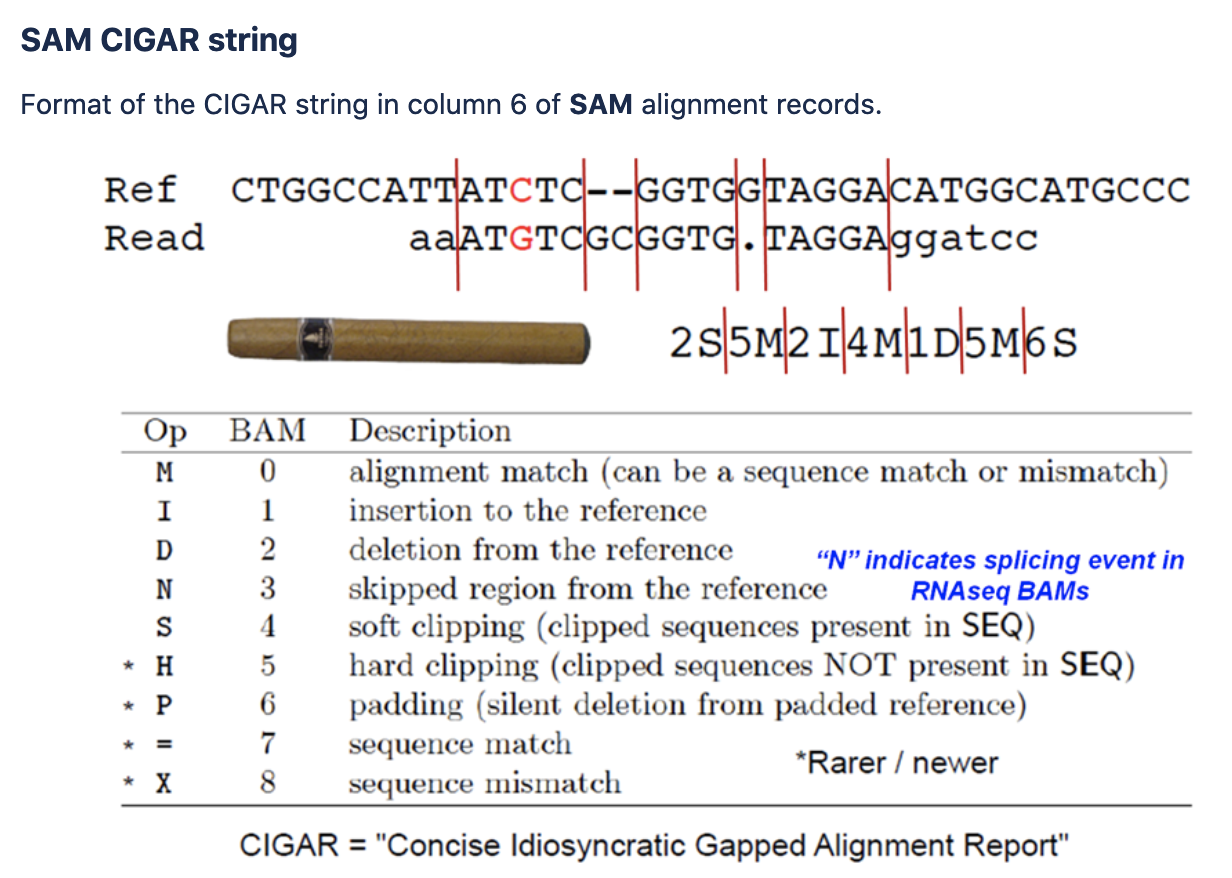 SAM CIGAR string
Format of the CIGAR string in column 6 of SAM alignment records.
Ref CTGGCCATTATCTC--GGTGGTAGGACATGGCATGCCC
Read aaATGTCGCGGTG.TAGGAggatcc
2S5M2I4M1D5M6S
Op BAM Description
M 0 alignment match (can be a sequence match or mismatch)
I 1 insertion to the reference
D 2 deletion from the reference
N 3 skipped region from the reference
"N" indicates splicing event in
RNAseq BAMs
S 4 soft clipping (clipped sequences present in SEQ)
* H 5 hard clipping (clipped sequences NOT present in SEQ)
* P 6 padding (silent deletion from padded reference)
* = 7 sequence match
* X 8 sequence mismatch
*Rarer / newer
CIGAR = "Concise Idiosyncratic Gapped Alignment Report"